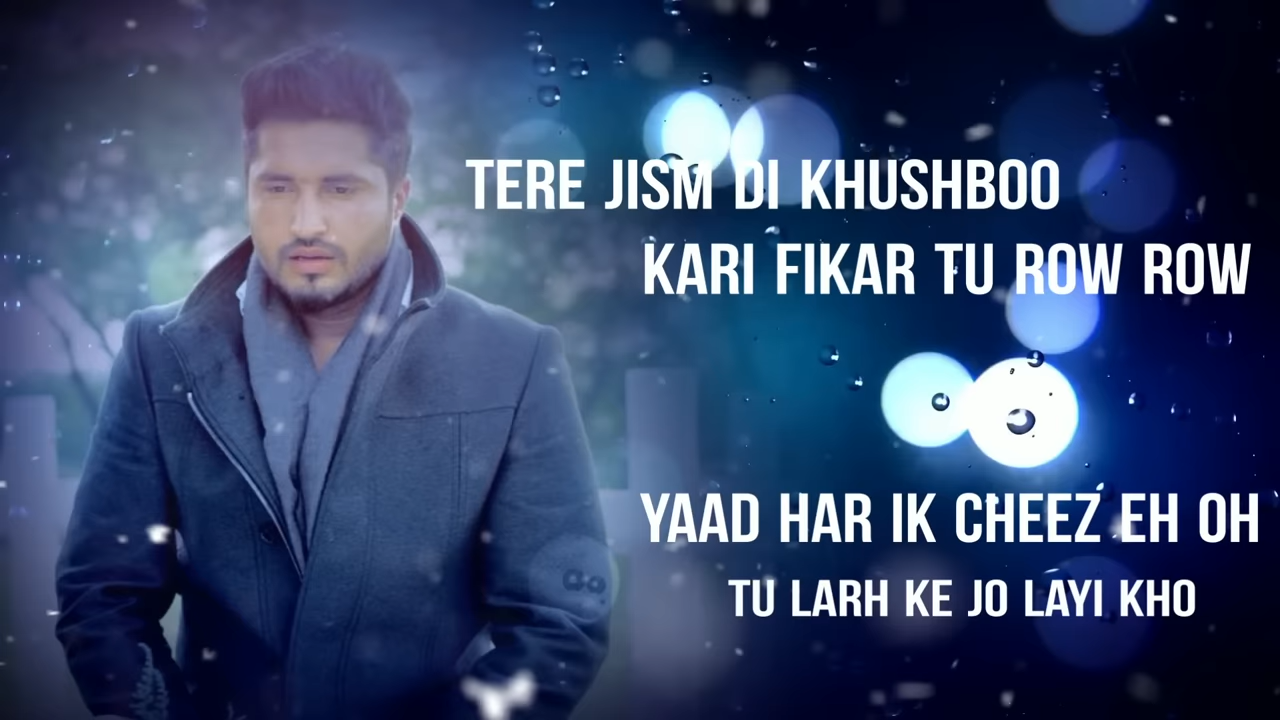 TERE JISM DI KHUSHBOO
KARI FIKAR TU ROW ROW
YAAD HAR IK CHEEZ EH OH
TU LARH KE JO LAYI KHO